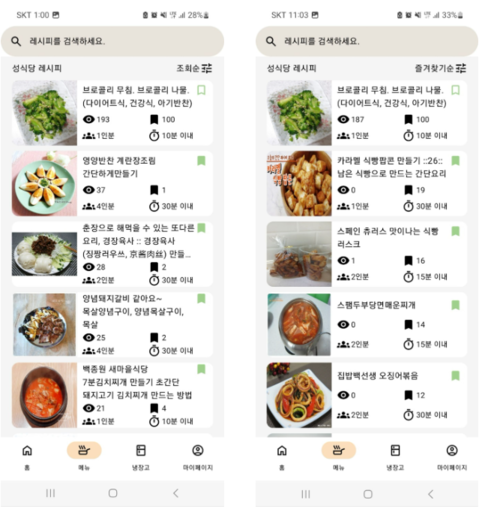 SKT 1:00
28%
레시피를 검색하세요.
성식당 레시피
조회순
브로콜리 무침. 브로콜리 나물.
(다이어트식, 건강식, 아기반찬)
193
100
1인분
10분 이내
영양반찬 계란장조림
간단하게만들기
37
1
4인분
30분 이내
춘장으로 해먹을 수 있는 또다른
요리, 경장육사 :: 경장육사
(징짱러우쓰, 京酱肉丝) 만들...
28
2
2인분
30분 이내
양념돼지갈비 같아요~
목살양념구이, 양념목살구이,
목살
25
2
4인분
30분 이내
백종원 새마을식당
7분김치찌개 만들기 초간단
돼지고기 김치찌개 만드는 방법
21
4
1인분
10분 이내
홈
메뉴
냉장고
마이페이지
SKT 11:03
33%
레시피를 검색하세요.
성식당 레시피
즐겨찾기순
브로콜리 무침. 브로콜리 나물.
(다이어트식, 건강식, 아기반찬)
187
100
1인분
10분 이내
카라멜 식빵팝콘 만들기 ::26::
남은 식빵으로 만드는 간단요리
0
19
1인분
30분 이내
스페인 츄러스 맛이나는 식빵
러스크
1
16
2인분
15분 이내
스팸두부당면매운찌개
0
14
2인분
15분 이내
집밥백선생 오징어볶음
0
12
2인분
30분 이내
홈
메뉴
냉장고
마이페이지